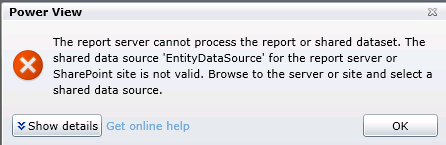 Power View
The report server cannot process the report or shared dataset. The
shared data source 'EntityDataSource' for the report server or
SharePoint site is not valid. Browse to the server or site and select a
shared data source.
Show details Get online help OK